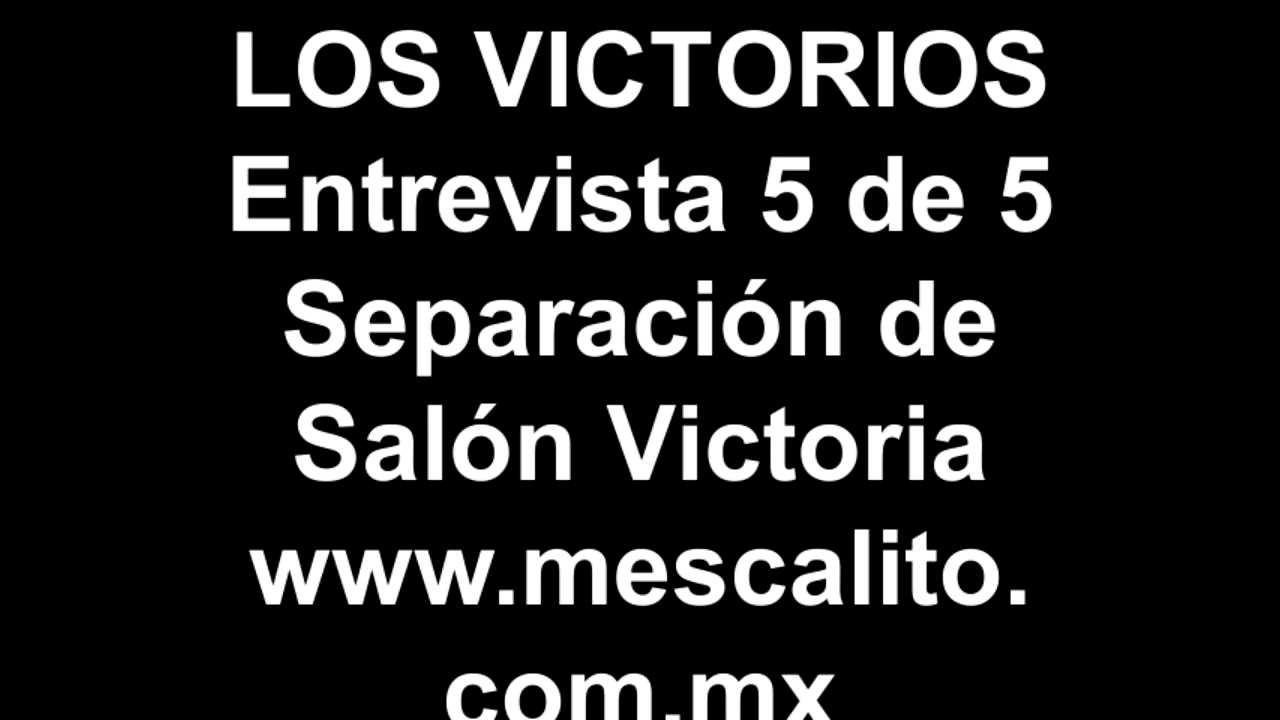 LOS VICTORIOS
Entrevista 5 de 5
Separación de
Salón Victoria
www.mescalito.
com.mx